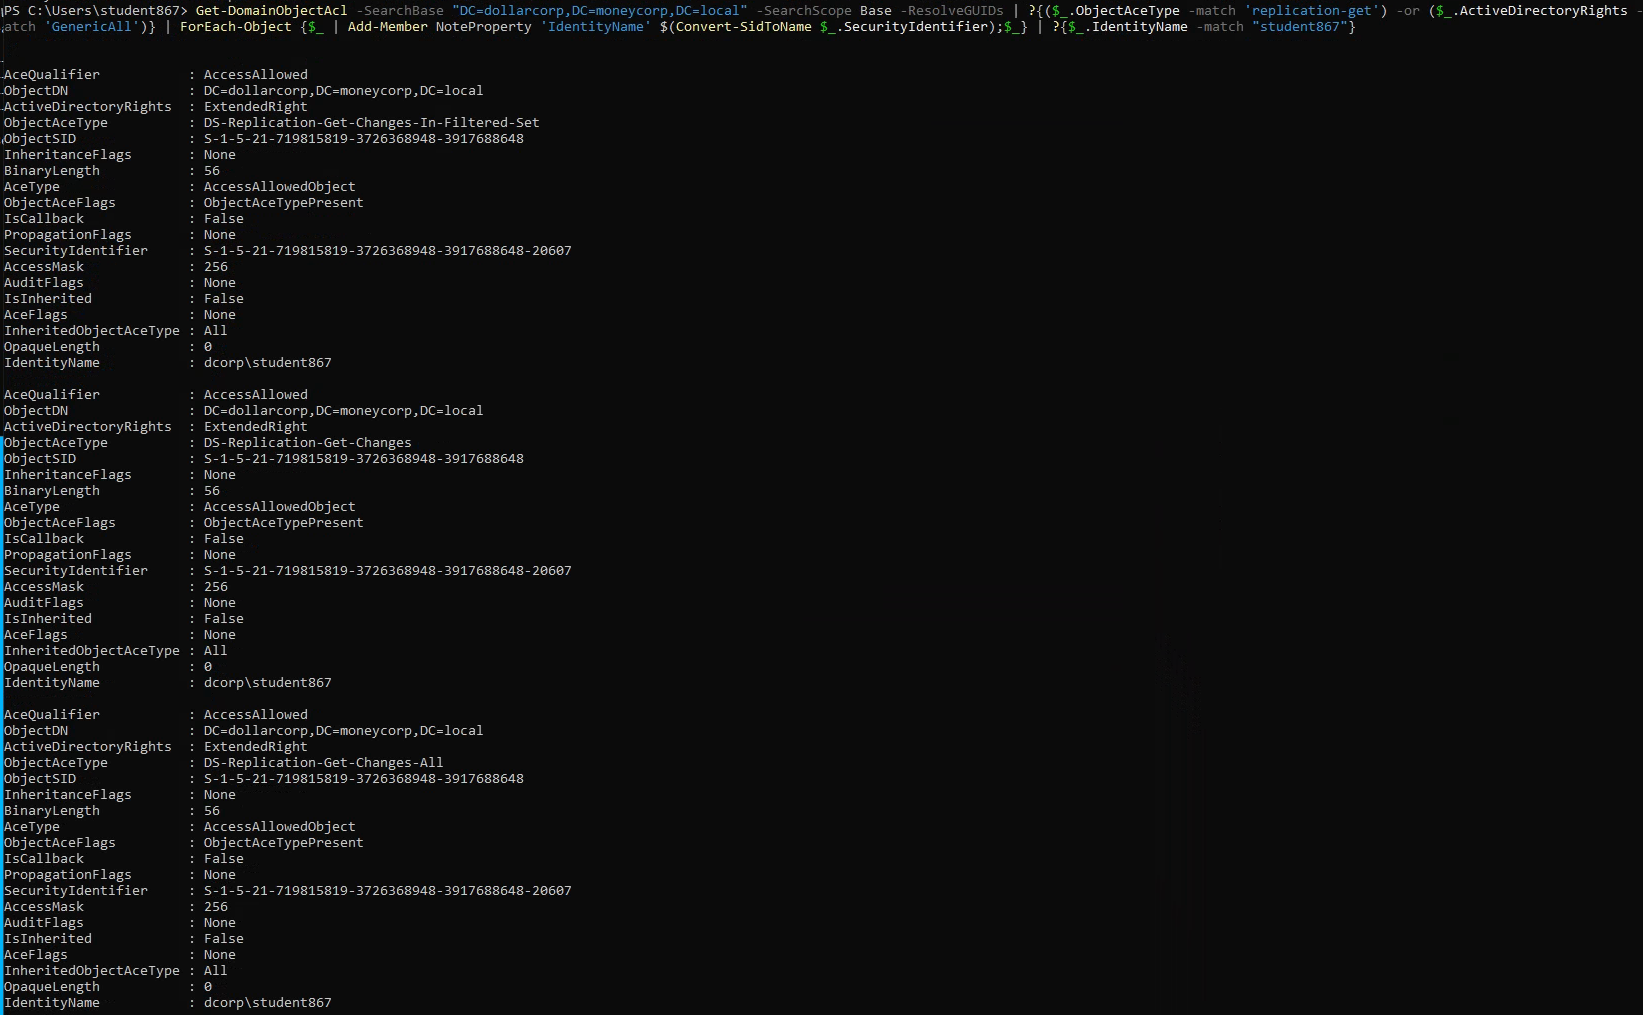 PS C:\Users\student867> Get-DomainObjectAcl -SearchBase "DC=dollarcorp,DC=moneycorp,DC=local" -SearchScope Base -ResolveGUIDs | ?{($_.ObjectAceType -match 'replication-get') -or ($_.ActiveDirectoryRights -
atch 'GenericAll')} | ForEach-Object {$_ | Add-Member NoteProperty 'IdentityName' $(Convert-SidToName $_.SecurityIdentifier);$_} | ?{$_.IdentityName -match "student867"}
AceQualifier : AccessAllowed
ObjectDN : DC=dollarcorp,DC=moneycorp,DC=local
ActiveDirectoryRights : ExtendedRight
ObjectAceType : DS-Replication-Get-Changes-In-Filtered-Set
ObjectSID : S-1-5-21-719815819-3726368948-3917688648
InheritanceFlags : None
BinaryLength : 56
AceType : AccessAllowedObject
ObjectAceFlags : ObjectAceTypePresent
IsCallback : False
PropagationFlags : None
SecurityIdentifier : S-1-5-21-719815819-3726368948-3917688648-20607
AccessMask : 256
AuditFlags : None
IsInherited : False
AceFlags : None
InheritedObjectAceType : All
OpaqueLength : 0
IdentityName : dcorp\student867
AceQualifier : AccessAllowed
ObjectDN : DC=dollarcorp,DC=moneycorp,DC=local
ActiveDirectoryRights : ExtendedRight
ObjectAceType : DS-Replication-Get-Changes
ObjectSID : S-1-5-21-719815819-3726368948-3917688648
InheritanceFlags : None
BinaryLength : 56
AceType : AccessAllowedObject
ObjectAceFlags : ObjectAceTypePresent
IsCallback : False
PropagationFlags : None
SecurityIdentifier : S-1-5-21-719815819-3726368948-3917688648-20607
AccessMask : 256
AuditFlags : None
IsInherited : False
AceFlags : None
InheritedObjectAceType : All
OpaqueLength : 0
IdentityName : dcorp\student867
AceQualifier : AccessAllowed
ObjectDN : DC=dollarcorp,DC=moneycorp,DC=local
ActiveDirectoryRights : ExtendedRight
ObjectAceType : DS-Replication-Get-Changes-All
ObjectSID : S-1-5-21-719815819-3726368948-3917688648
InheritanceFlags : None
BinaryLength : 56
AceType : AccessAllowedObject
ObjectAceFlags : ObjectAceTypePresent
IsCallback : False
PropagationFlags : None
SecurityIdentifier : S-1-5-21-719815819-3726368948-3917688648-20607
AccessMask : 256
AuditFlags : None
IsInherited : False
AceFlags : None
InheritedObjectAceType : All
OpaqueLength : 0
IdentityName : dcorp\student867